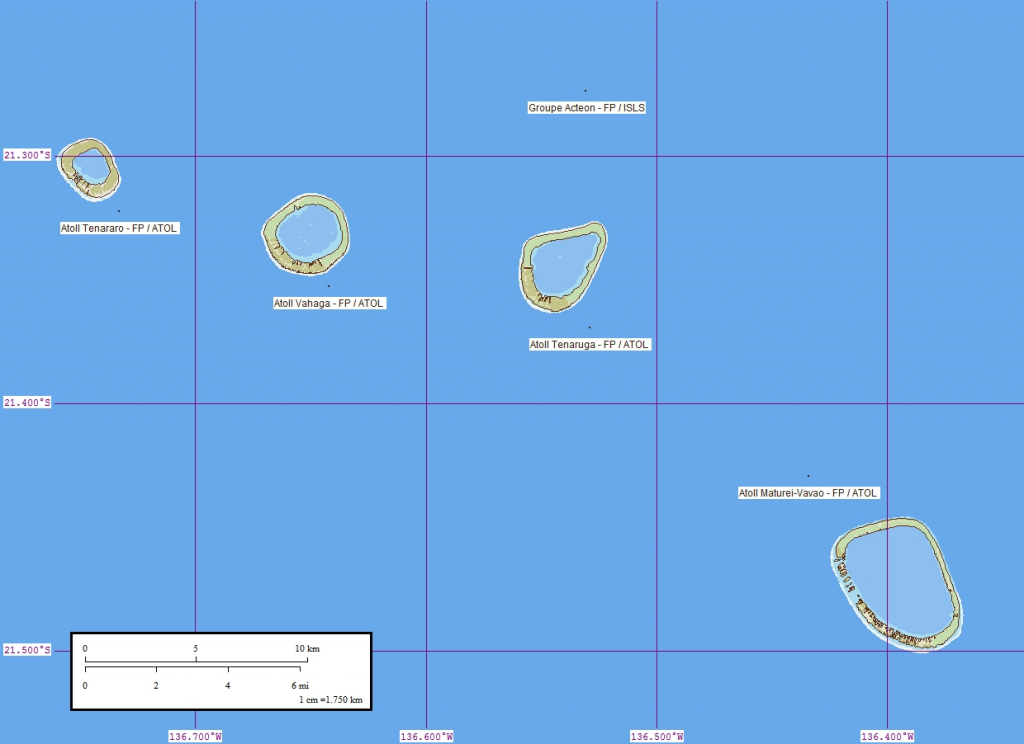 Groupe Acteon - FP / ISLS
21.300°S
Atoll Tenararo - FP / ATOL
Atoll Vahaga - FP / ATOL
Atoll Tenaruga - FP / ATOL
21.400°S
Atoll Maturei-Vavao - FP / ATOL
21.500°S
0 5 10 km
0 2 4 6 mi
1 cm =1.750 km
136.700°W 136.600°W 136.500°W 136.400°W